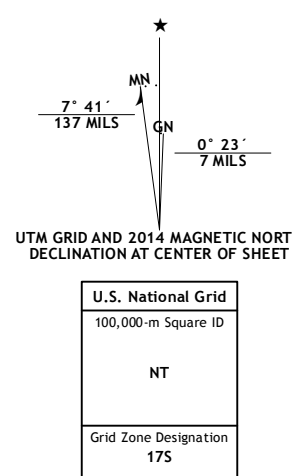 ★
MN
7° 41´
137 MILS
GN
0° 23´
7 MILS
UTM GRID AND 2014 MAGNETIC NORT
DECLINATION AT CENTER OF SHEET
U.S. National Grid
100,000-m Square ID
NT
Grid Zone Designation
17S